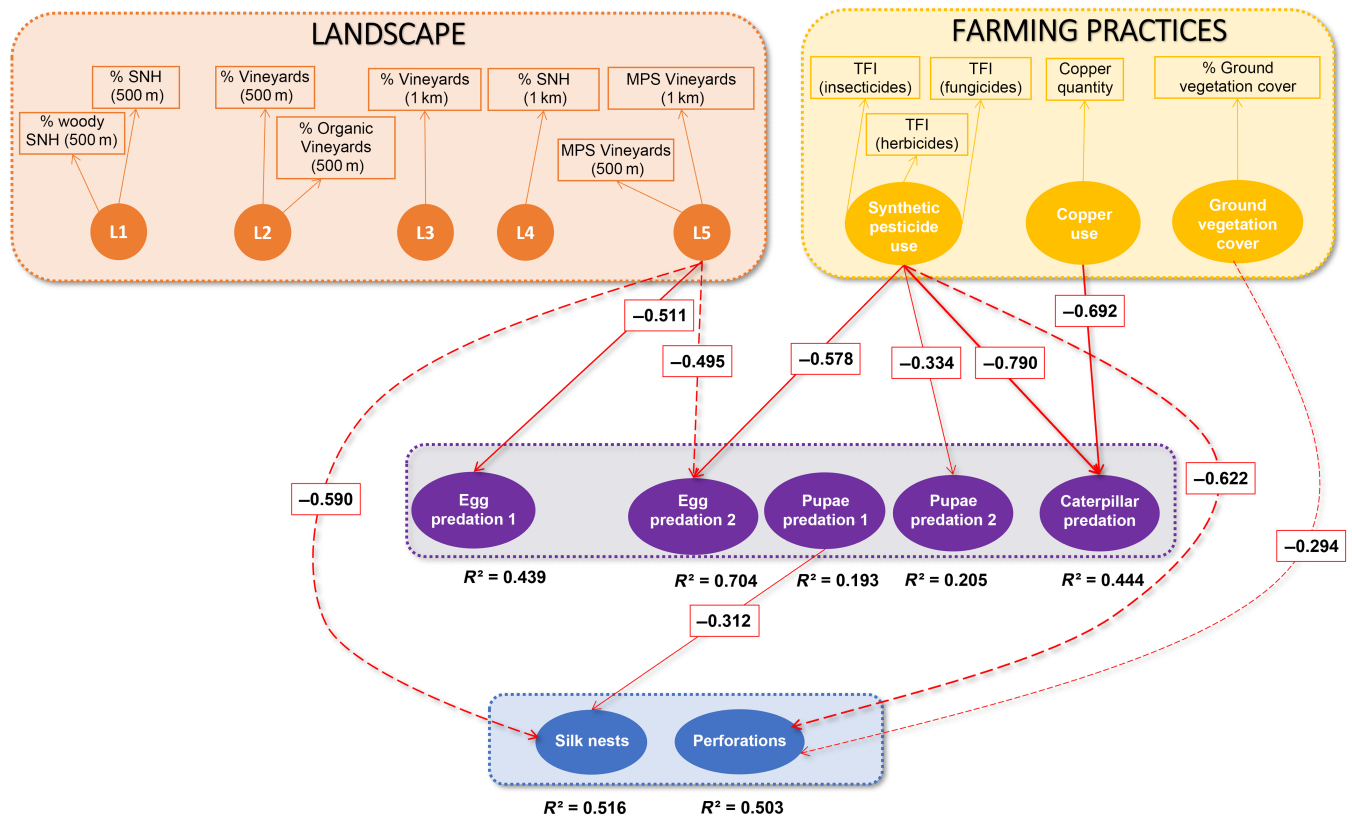 LANDSCAPE
% SNH
(500 m)
% woody
SNH (500 m)
% Vineyards
(500 m)
% Organic
Vineyards
(500 m)
% Vineyards
(1 km)
% SNH
(1 km)
MPS Vineyards
(1 km)
MPS Vineyards
(500 m)
L1
L2
L3
L4
L5
FARMING PRACTICES
TFI
(insecticides)
TFI
(herbicides)
TFI
(fungicides)
Copper
quantity
% Ground
vegetation cover
Synthetic
pesticide
use
Copper
use
Ground
vegetation
cover
–0.511
–0.495
–0.578
–0.334
–0.790
–0.692
–0.590
–0.622
–0.294
Egg
predation 1
Egg
predation 2
Pupae
predation 1
Pupae
predation 2
Caterpillar
predation
R² = 0.439
R² = 0.704
R² = 0.193
R² = 0.205
R² = 0.444
–0.312
Silk nests
Perforations
R² = 0.516
R² = 0.503